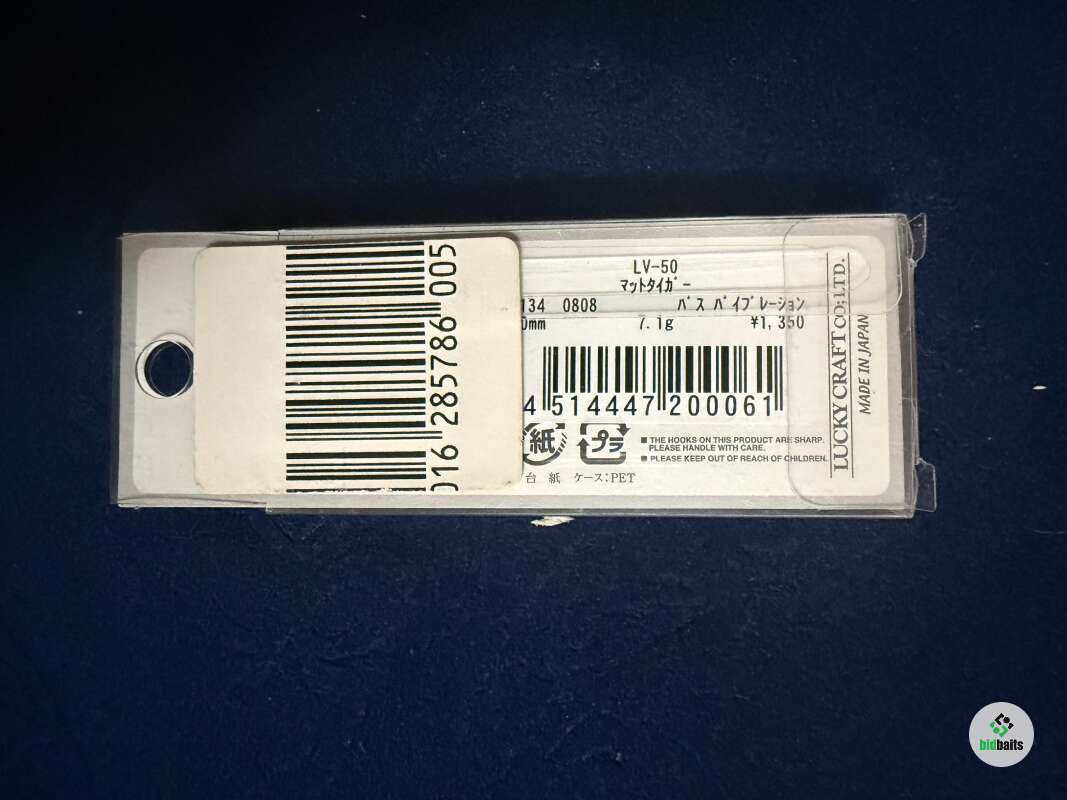 LV-50
マットタイガー
134 0808 バス バイブレーション
0mm 7.1g ¥1,350
4 514447 200061
紙 プラ
■ THE HOOKS ON THIS PRODUCT ARE SHARP.
PLEASE HANDLE WITH CARE.
■ PLEASE KEEP OUT OF REACH OF CHILDREN.
台紙 ケース:PET
016 285786 005
LUCKY CRAFT CO.,LTD.
MADE IN JAPAN
bidbaits